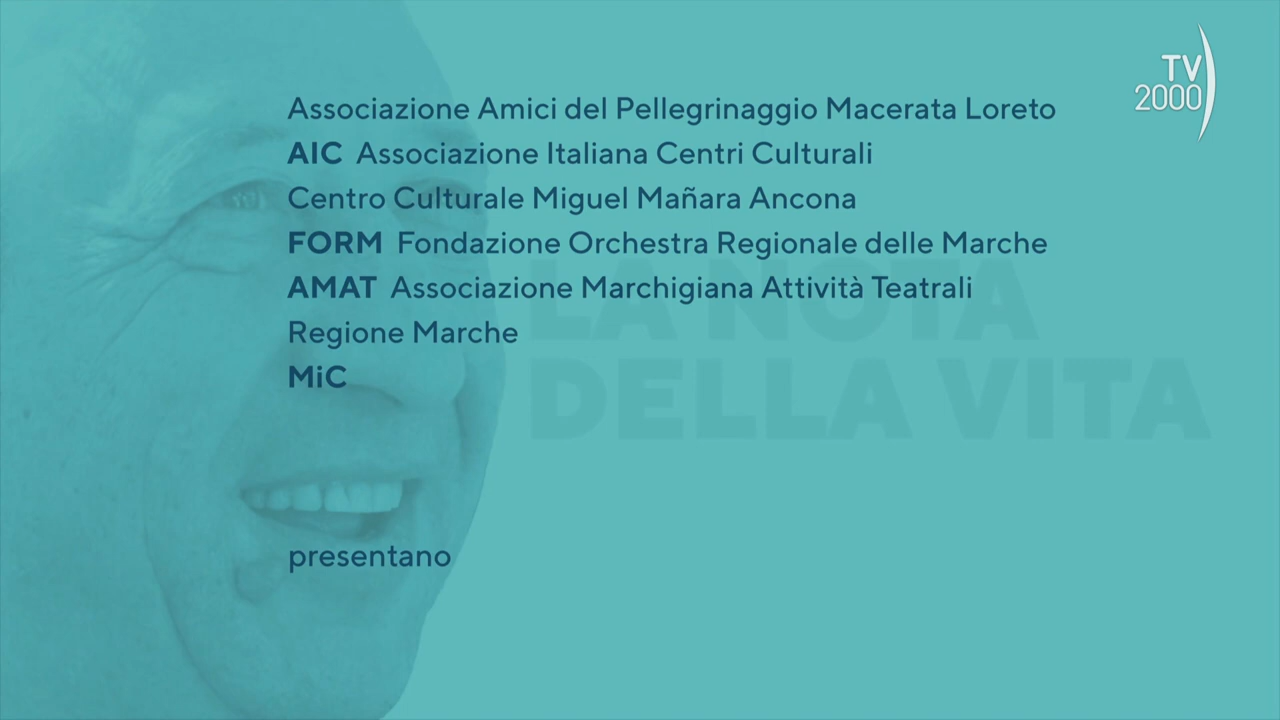 TV
2000
Associazione Amici del Pellegrinaggio Macerata Loreto
AIC Associazione Italiana Centri Culturali
Centro Culturale Miguel Mañara Ancona
FORM Fondazione Orchestra Regionale delle Marche
AMAT Associazione Marchigiana Attività Teatrali
Regione Marche
MiC
LA NOTA
DELLA VITA
presentano